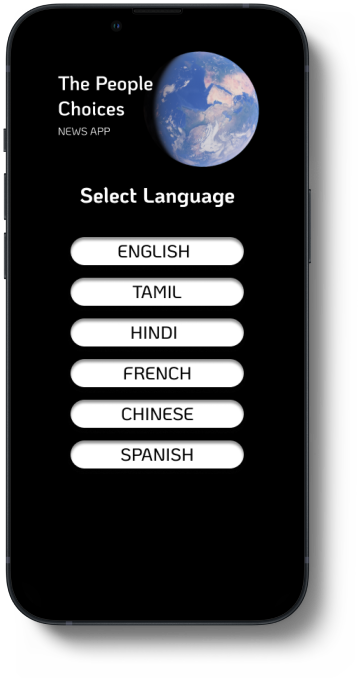 The People
Choices
NEWS APP
Select Language
ENGLISH
TAMIL
HINDI
FRENCH
CHINESE
SPANISH